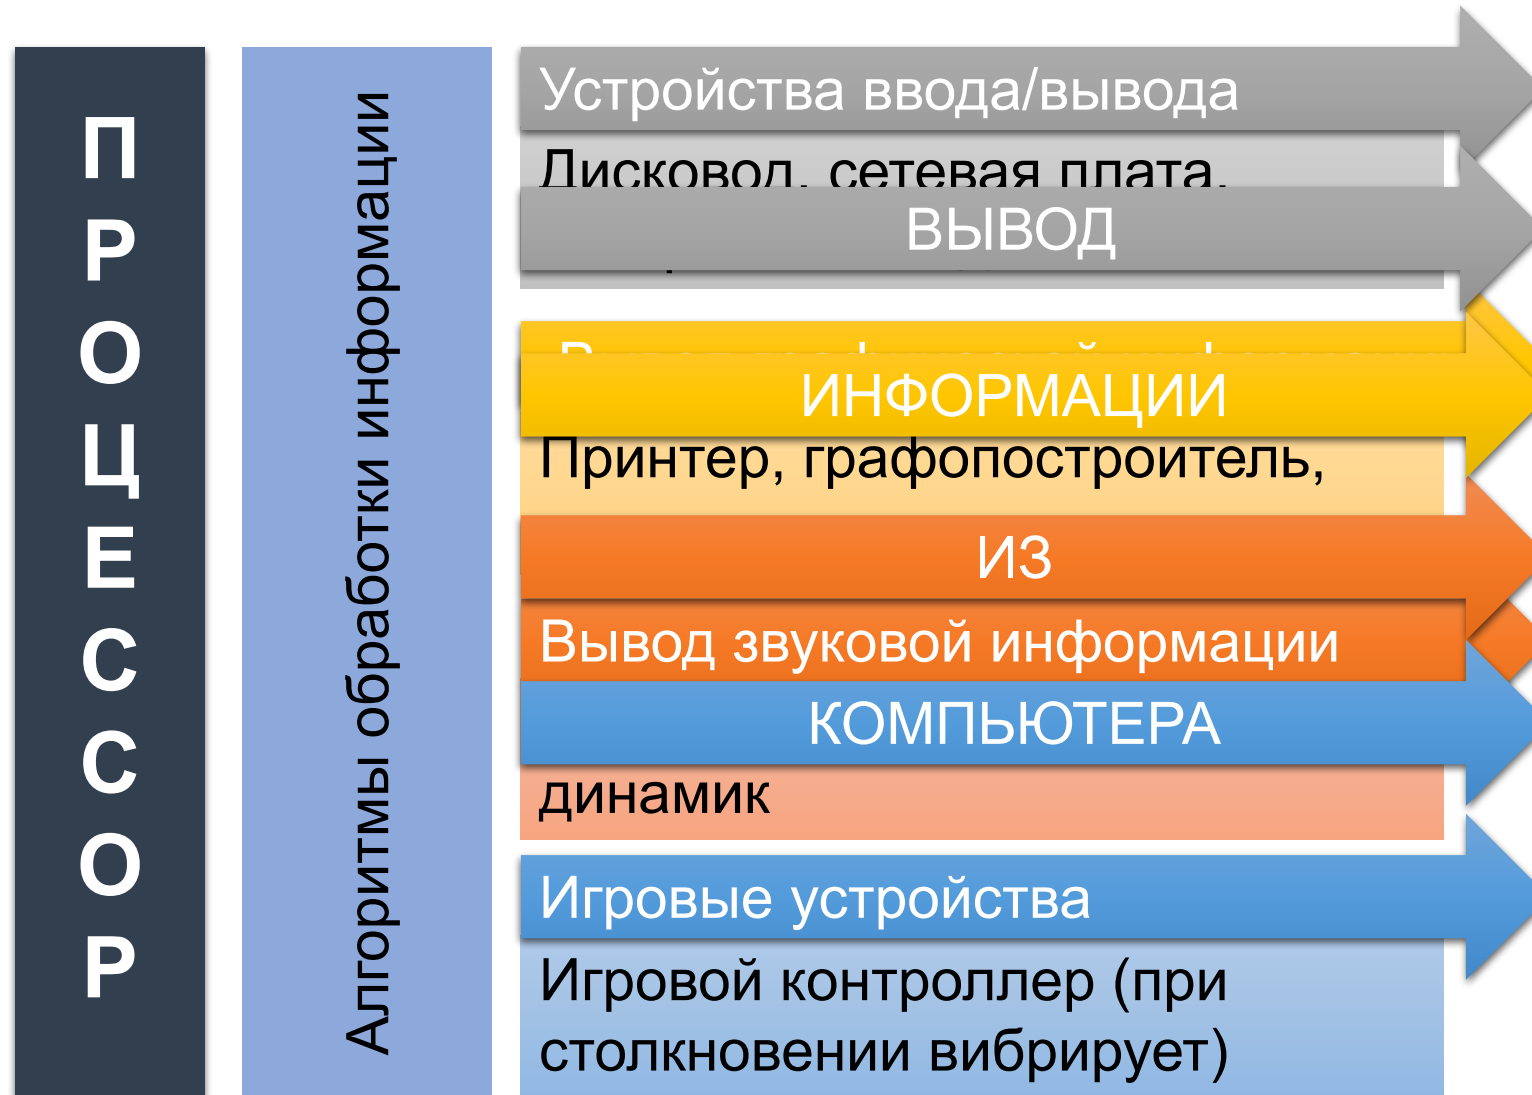 ПРОЦЕССОР
Алгоритмы обработки информации
Устройства ввода/вывода
Дисковод, сетевая плата,
ВЫВОД
ИНФОРМАЦИИ
Принтер, графопостроитель,
ИЗ
Вывод звуковой информации
КОМПЬЮТЕРА
динамик
Игровые устройства
Игровой контроллер (при
столкновении вибрирует)